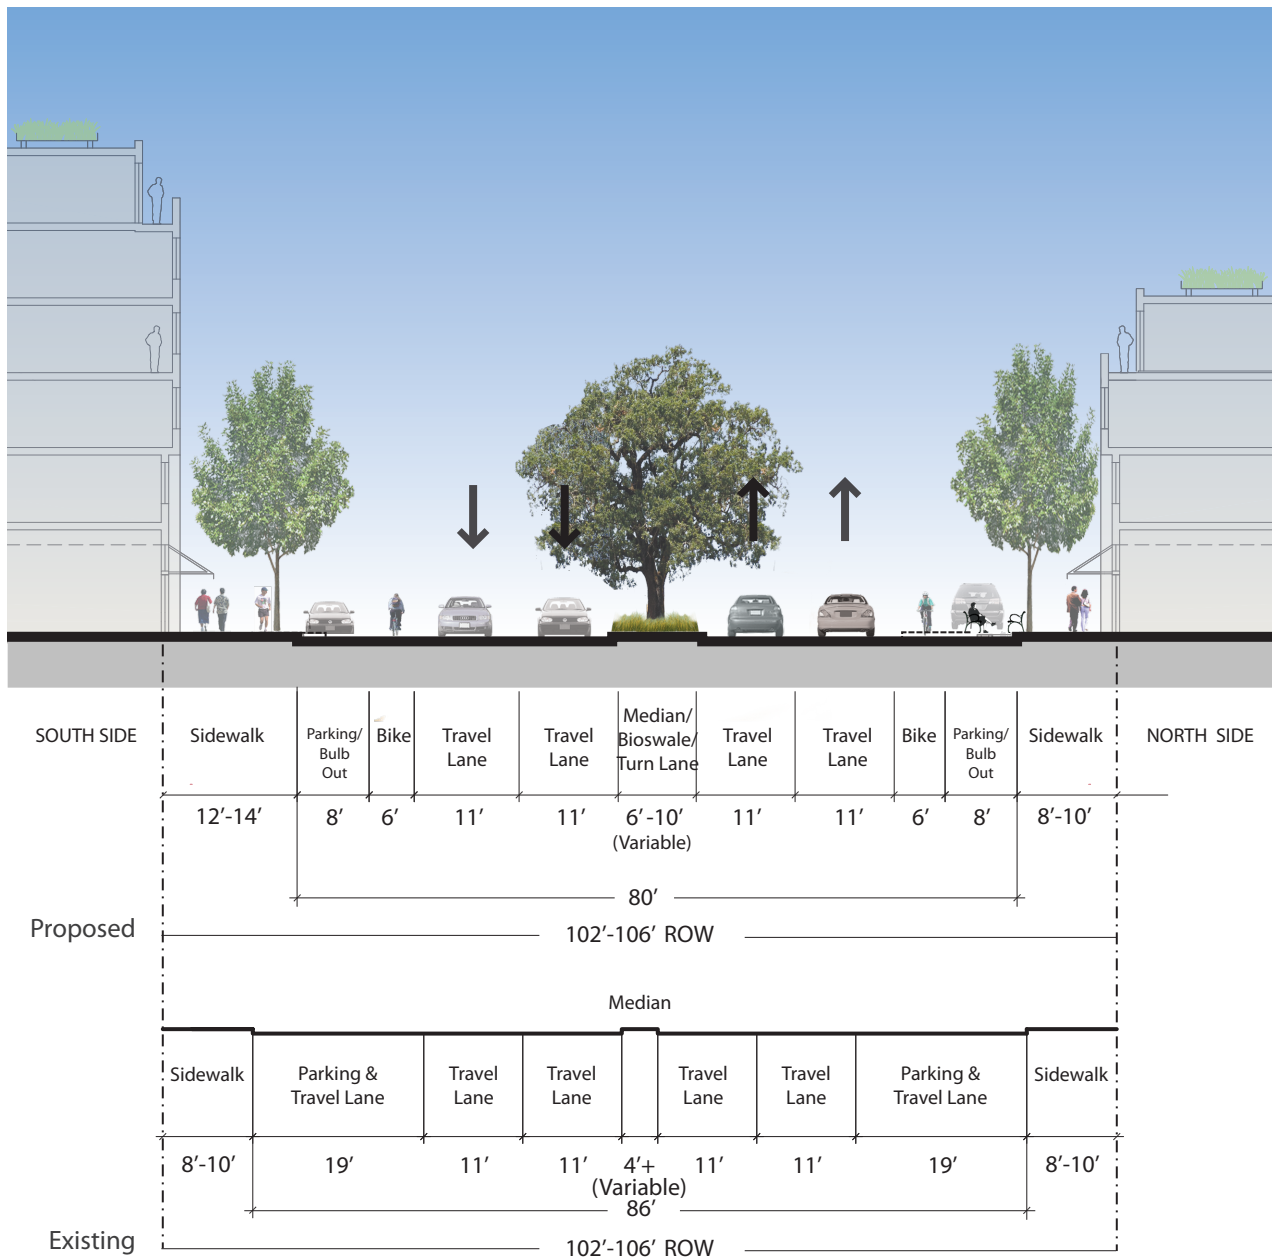 SOUTH SIDE
Sidewalk
Parking/
Bulb
Out
Bike
Travel
Lane
Travel
Lane
Median/
Bioswale/
Turn Lane
Travel
Lane
Travel
Lane
Bike
Parking/
Bulb
Out
Sidewalk
NORTH SIDE
12'-14'
8'
6'
11'
11'
6'-10'
(Variable)
11'
11'
6'
8'
8'-10'
80'
Proposed
102'-106' ROW
Median
Sidewalk
Parking &
Travel Lane
Travel
Lane
Travel
Lane
Travel
Lane
Travel
Lane
Parking &
Travel Lane
Sidewalk
8'-10'
19'
11'
11'
4'+
(Variable)
11'
11'
19'
8'-10'
86'
Existing
102'-106' ROW